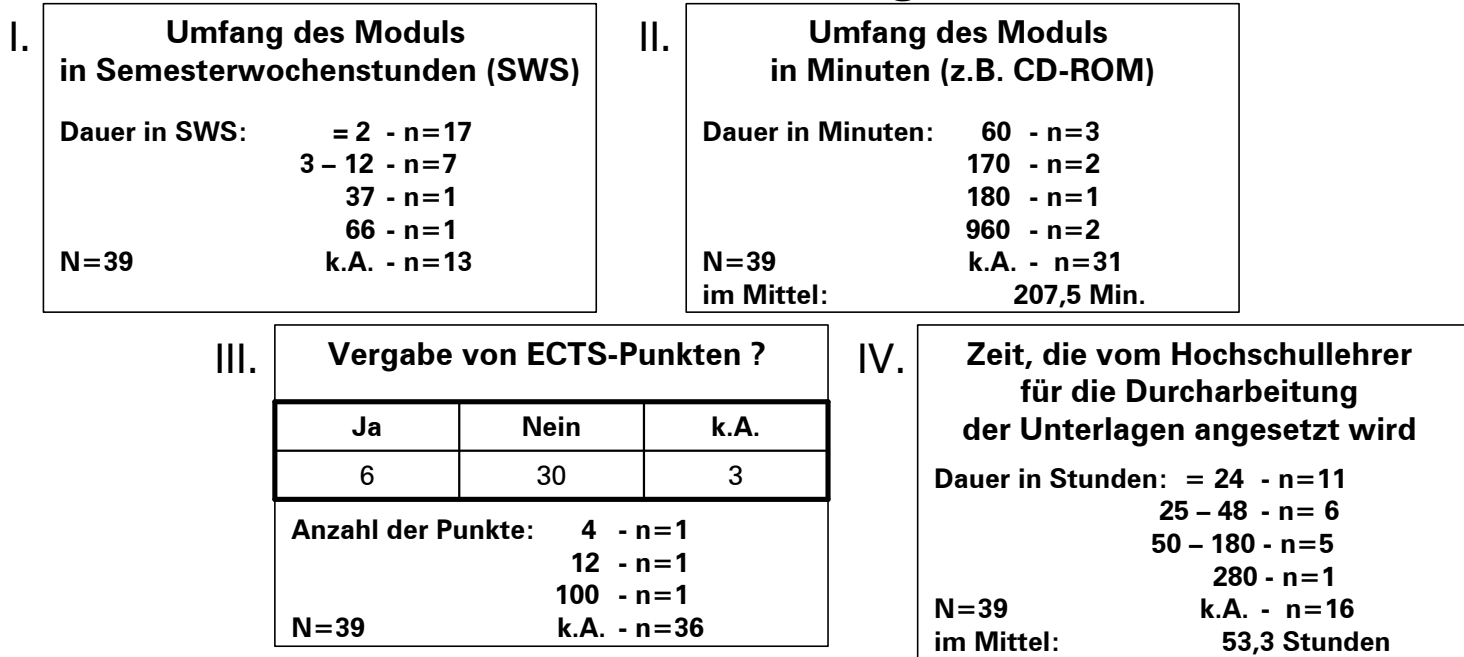 I.
Umfang des Moduls
in Semesterwochenstunden (SWS)
Dauer in SWS: = 2 - n=17
3 – 12 - n=7
37 - n=1
66 - n=1
N=39 k.A. - n=13
II.
Umfang des Moduls
in Minuten (z.B. CD-ROM)
Dauer in Minuten: 60 - n=3
170 - n=2
180 - n=1
960 - n=2
N=39 k.A. - n=31
im Mittel: 207,5 Min.
III.
Vergabe von ECTS-Punkten ?
Ja Nein k.A.
6 30 3
Anzahl der Punkte: 4 - n=1
12 - n=1
100 - n=1
N=39 k.A. - n=36
IV.
Zeit, die vom Hochschullehrer
für die Durcharbeitung
der Unterlagen angesetzt wird
Dauer in Stunden: = 24 - n=11
25 – 48 - n= 6
50 – 180 - n=5
280 - n=1
N=39 k.A. - n=16
im Mittel: 53,3 Stunden